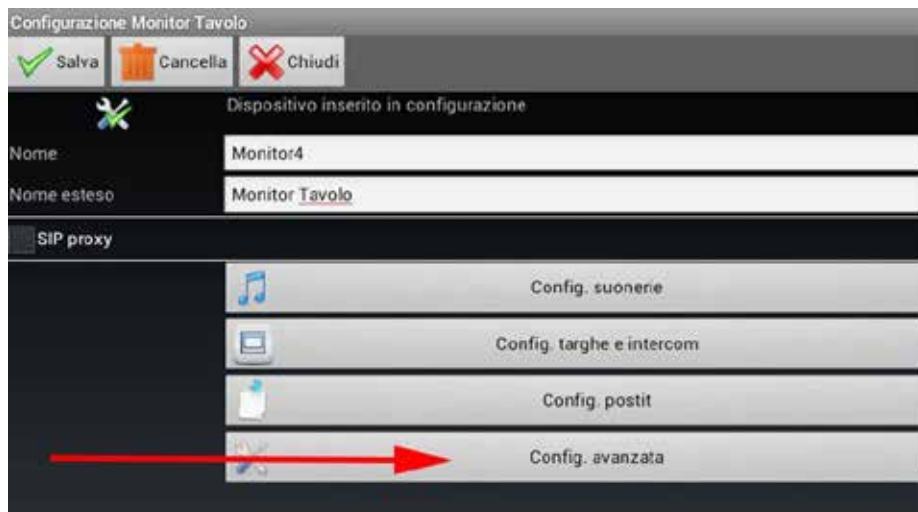 Configurazione Monitor Tavolo
Salva Cancella Chiudi
Dispositivo inserito in configurazione
Nome Monitor4
Nome esteso Monitor Tavolo
SIP proxy
Config. suonerie
Config. targhe e intercom
Config. postit
Config. avanzata